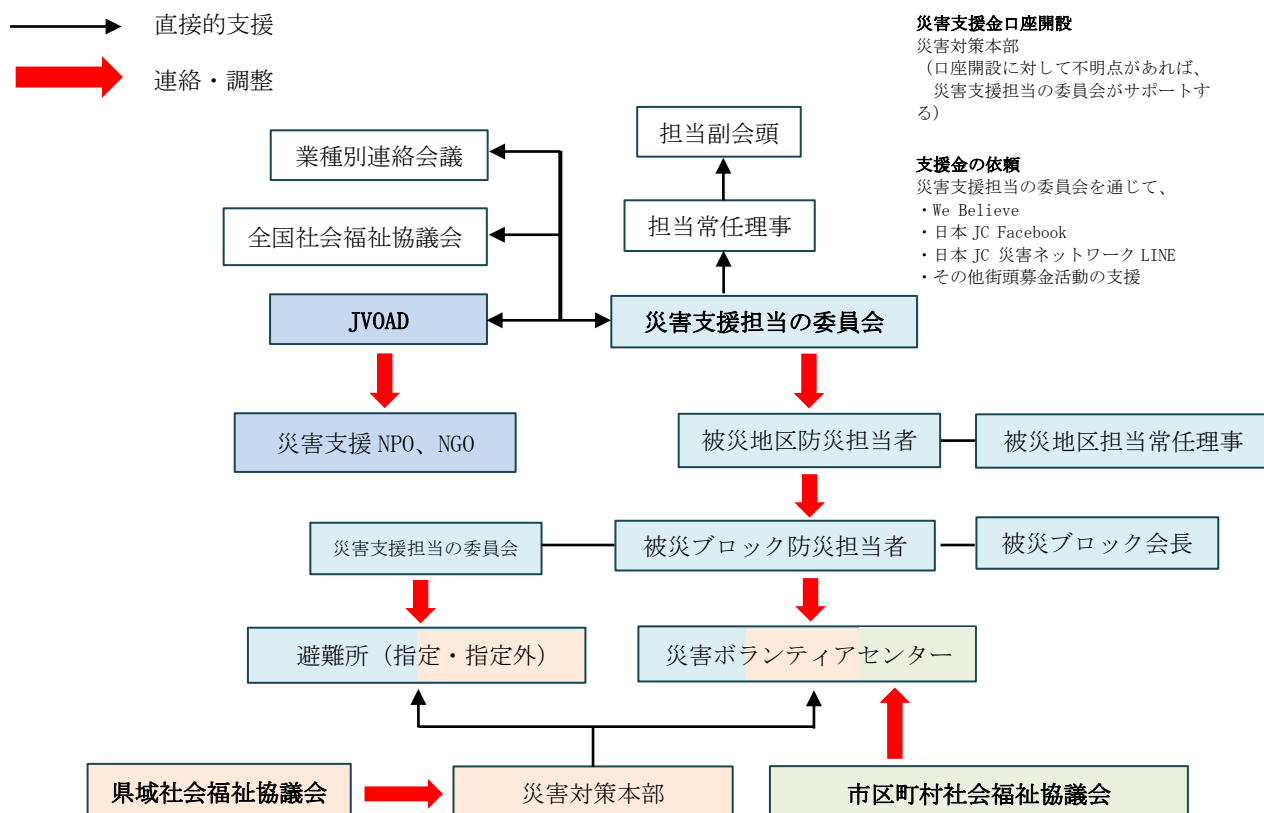 直接的支援
連絡・調整
災害支援金口座開設
災害対策本部
（口座開設に対して不明点があれば、
災害支援担当の委員会がサポートす
る）
支援金の依頼
災害支援担当の委員会を通じて、
・We Believe
・日本 JC Facebook
・日本 JC 災害ネットワーク LINE
・その他街頭募金活動の支援
担当副会頭
業種別連絡会議
担当常任理事
全国社会福祉協議会
JVOAD
災害支援担当の委員会
災害支援 NPO、NGO
被災地区防災担当者
被災地区担当常任理事
災害支援担当の委員会
被災ブロック防災担当者
被災ブロック会長
避難所（指定・指定外）
災害ボランティアセンター
県域社会福祉協議会
災害対策本部
市区町村社会福祉協議会